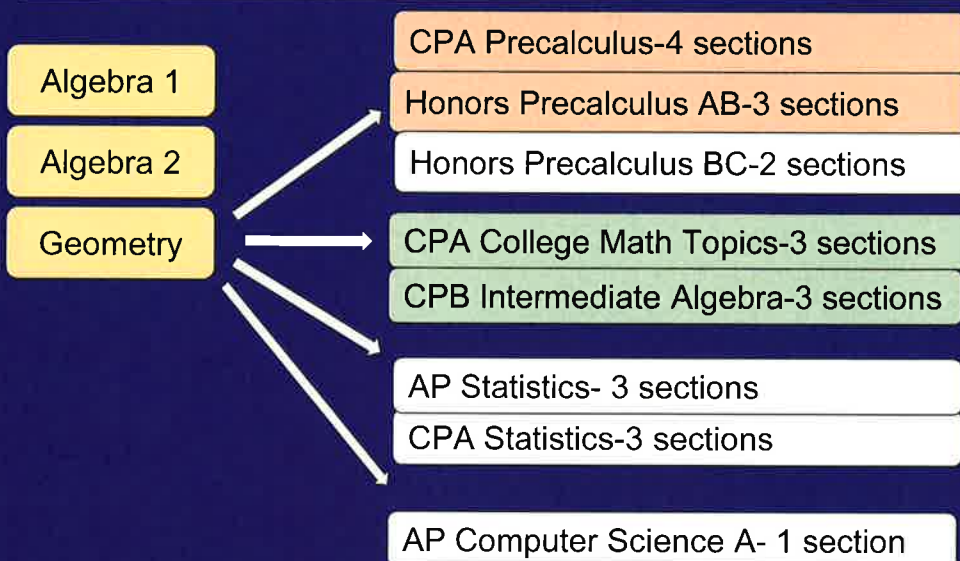 Algebra 1
Algebra 2
Geometry
CPA Precalculus-4 sections
Honors Precalculus AB-3 sections
Honors Precalculus BC-2 sections
CPA College Math Topics-3 sections
CPB Intermediate Algebra-3 sections
AP Statistics- 3 sections
CPA Statistics-3 sections
AP Computer Science A- 1 section